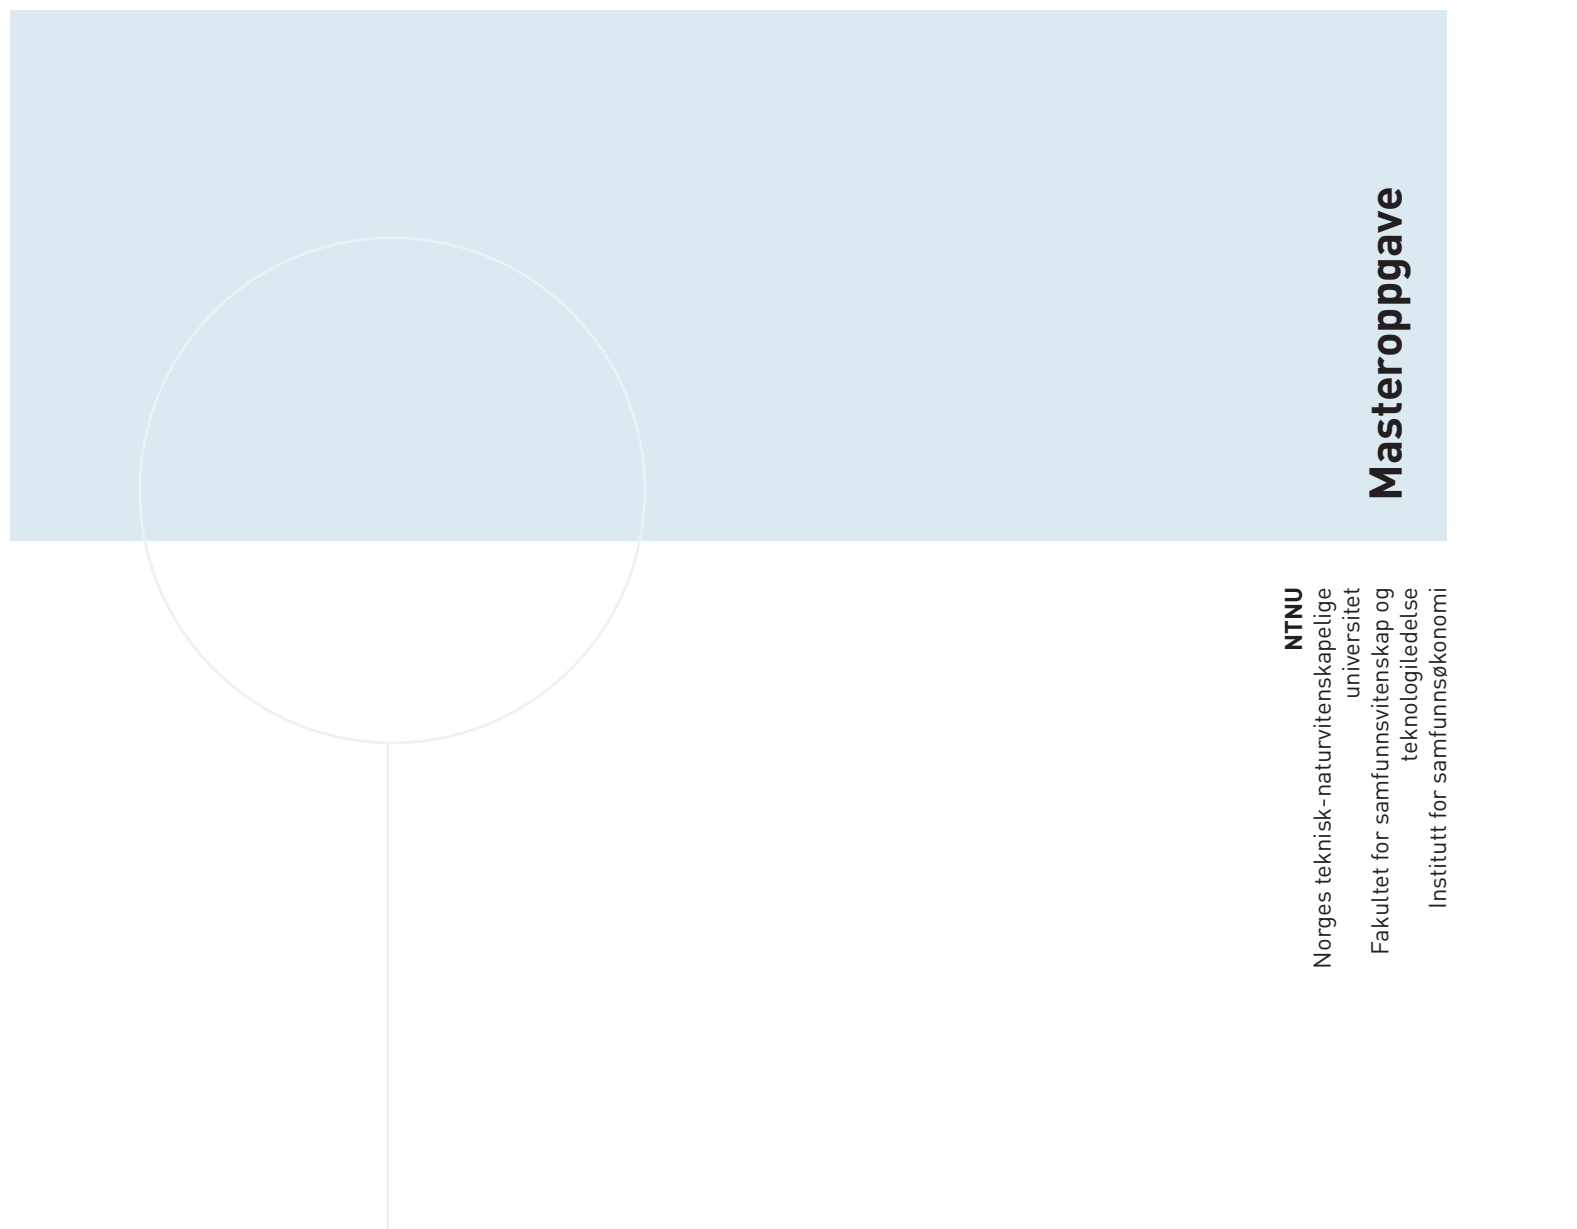 Masteroppgave
NTNU
Norges teknisk-naturvitenskapelige
universitet
Fakultet for samfunnsvitenskap og
teknologiledelse
Institutt for samfunnsøkonomi